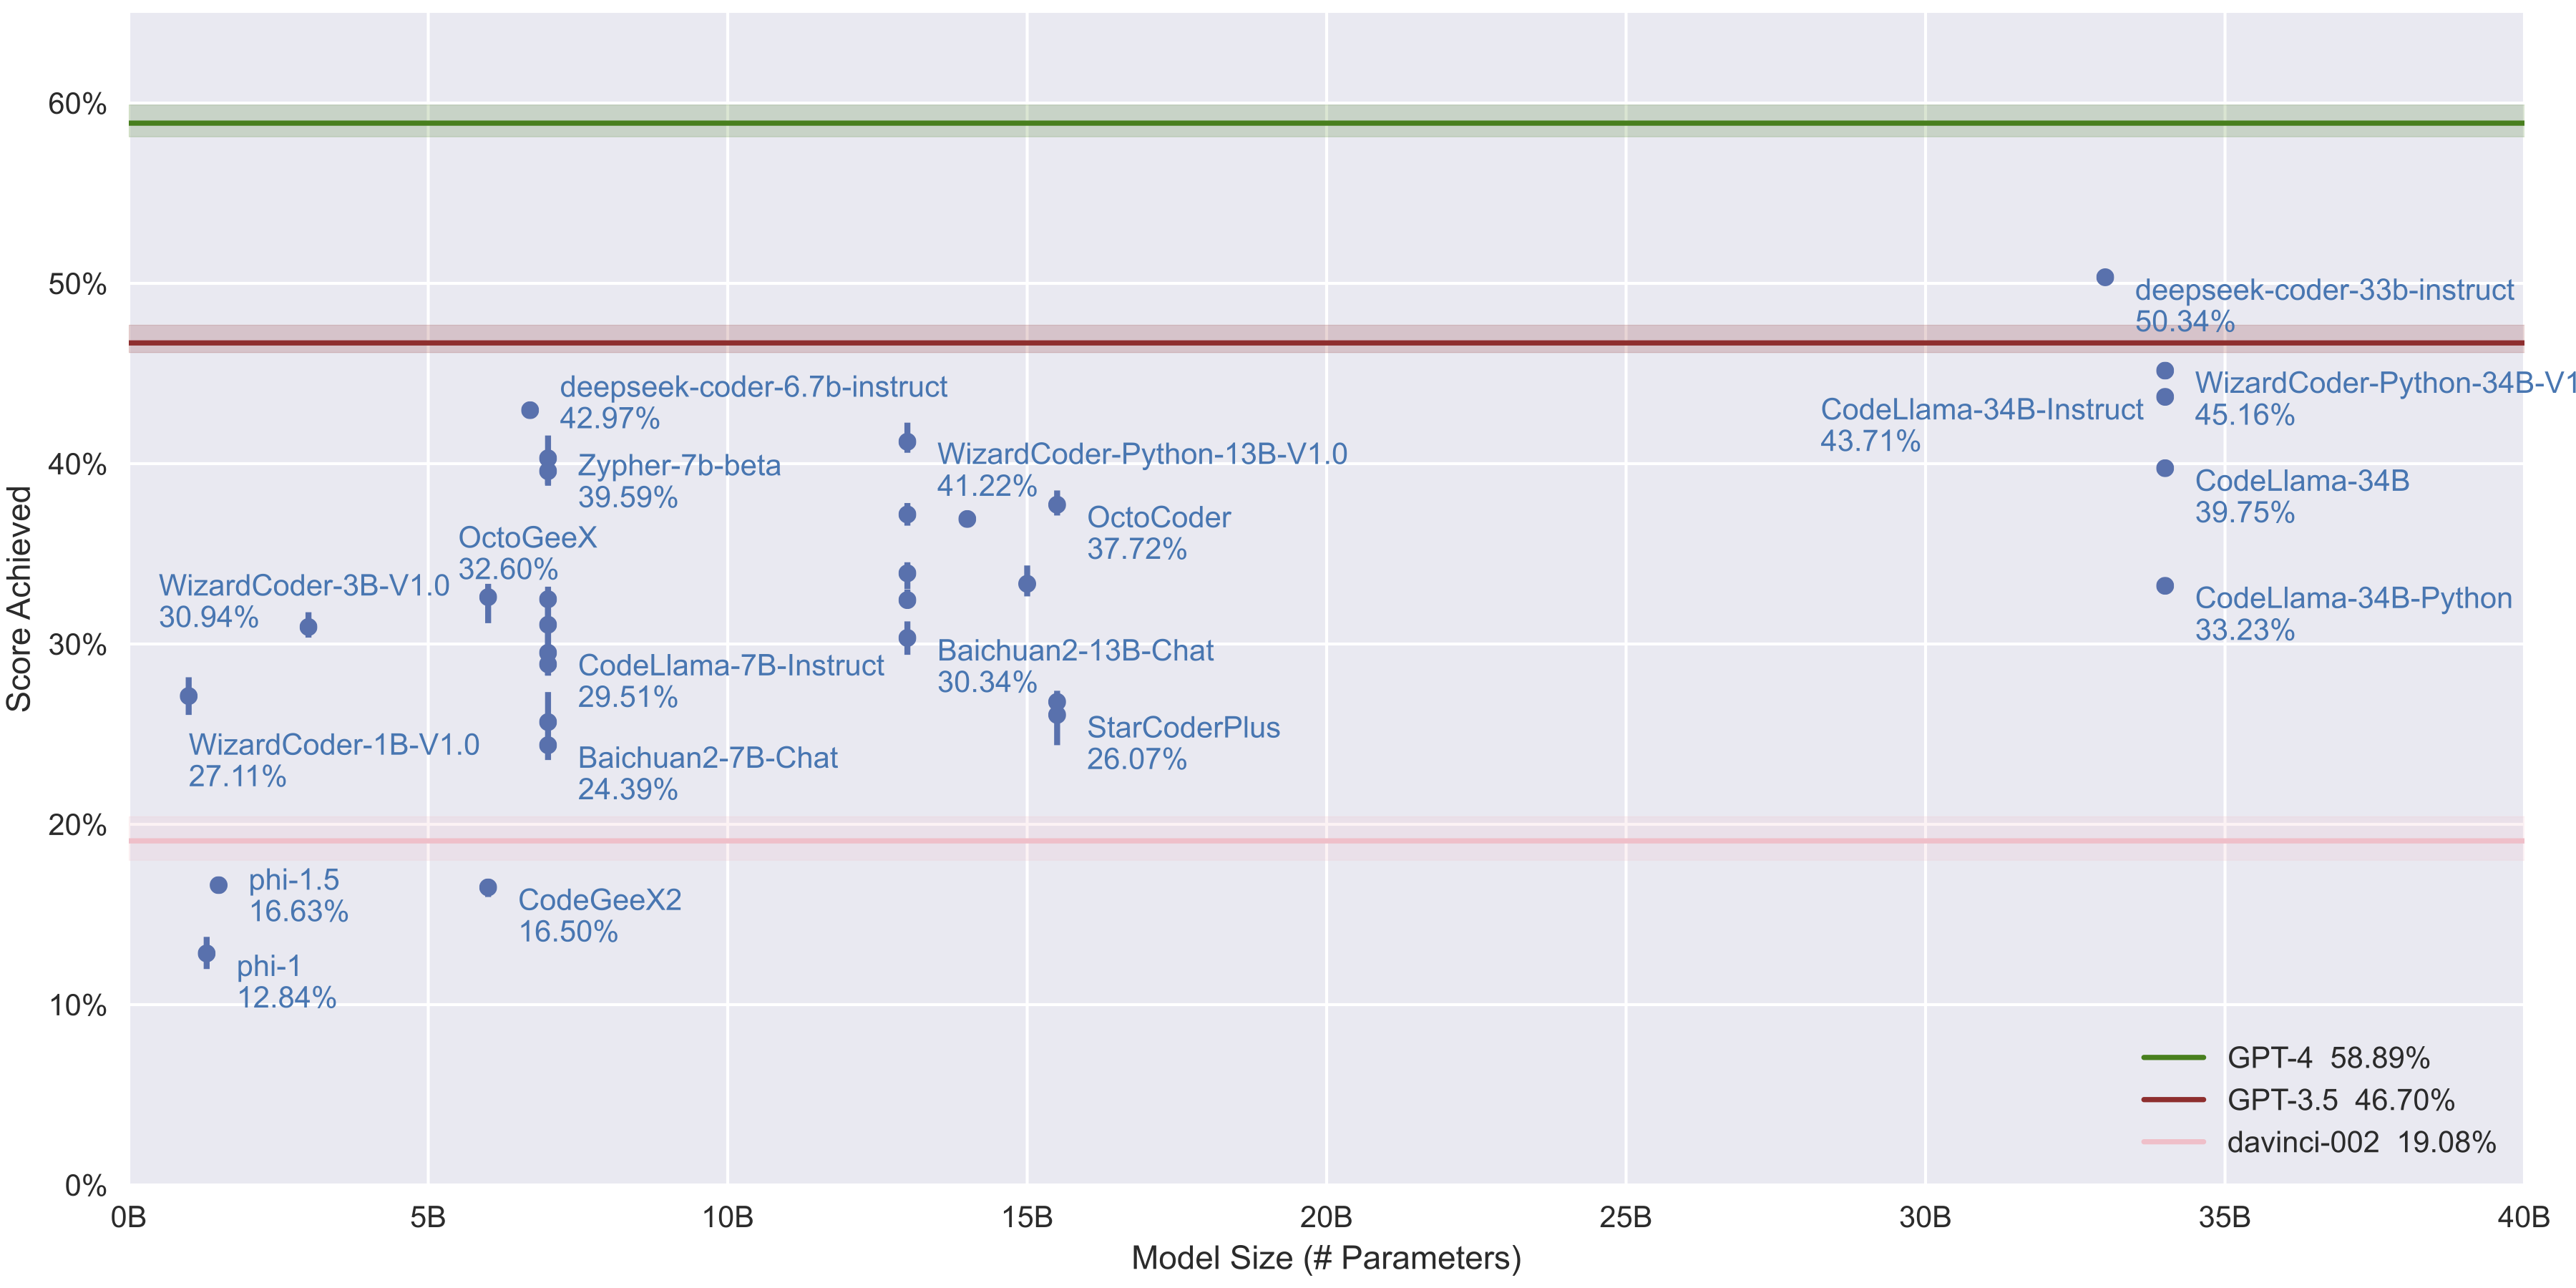 Score Achieved
60%
50%
40%
30%
20%
10%
0%
0B
5B
10B
15B
20B
25B
30B
35B
40B
Model Size (# Parameters)
deepseek-coder-33b-instruct
50.34%
WizardCoder-Python-34B-V1
45.16%
CodeLlama-34B-Instruct
43.71%
CodeLlama-34B
39.75%
CodeLlama-34B-Python
33.23%
deepseek-coder-6.7b-instruct
42.97%
Zypher-7b-beta
39.59%
WizardCoder-Python-13B-V1.0
41.22%
OctoCoder
37.72%
OctoGeeX
32.60%
WizardCoder-3B-V1.0
30.94%
CodeLlama-7B-Instruct
29.51%
Baichuan2-13B-Chat
30.34%
StarCoderPlus
26.07%
WizardCoder-1B-V1.0
27.11%
Baichuan2-7B-Chat
24.39%
phi-1.5
16.63%
CodeGeeX2
16.50%
phi-1
12.84%
GPT-4 58.89%
GPT-3.5 46.70%
davinci-002 19.08%